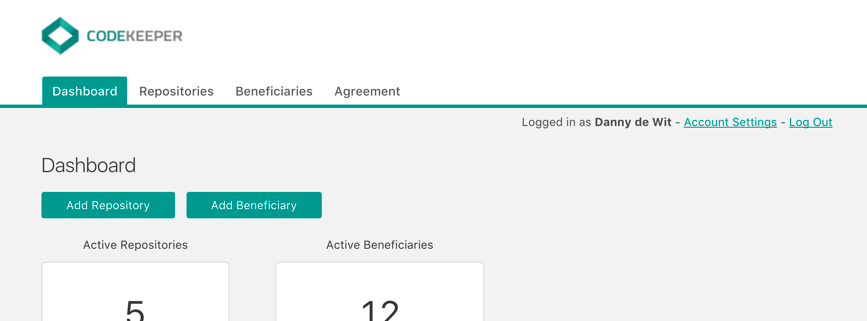 CODEKEEPER
Dashboard Repositories Beneficiaries Agreement
Logged in as Danny de Wit - Account Settings - Log Out
Dashboard
Add Repository Add Beneficiary
Active Repositories Active Beneficiaries
5 12